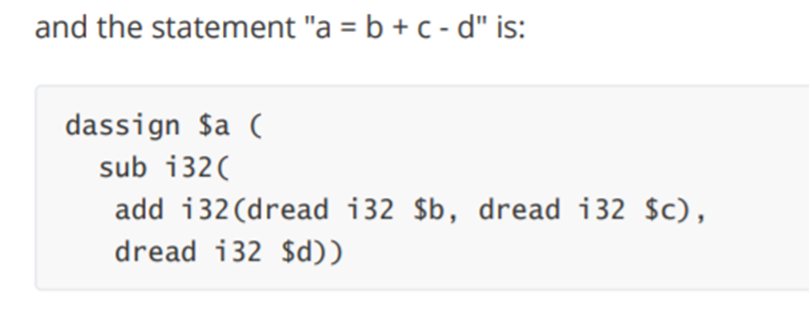 and the statement "a = b + c - d" is:
dassign $a (
sub i32(
add i32(dread i32 $b, dread i32 $c),
dread i32 $d))